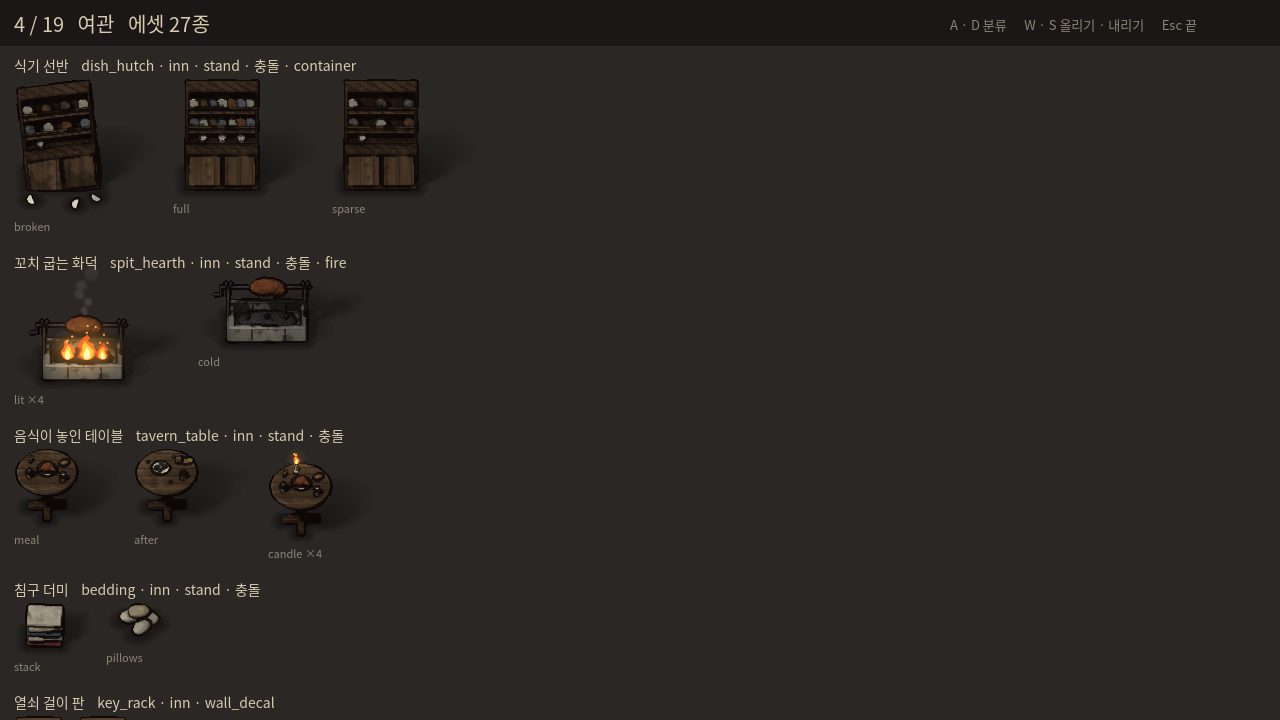 4 / 19 여관 에셋 27종
A · D 분류 W · S 올리기 · 내리기 Esc 끝
식기 선반 dish_hutch · inn · stand · 충돌 · container
broken
full
sparse
꼬치 굽는 화덕 spit_hearth · inn · stand · 충돌 · fire
lit ×4
cold
음식이 놓인 테이블 tavern_table · inn · stand · 충돌
meal
after
candle ×4
침구 더미 bedding · inn · stand · 충돌
stack
pillows
열쇠 걸이 판 key_rack · inn · wall_decal